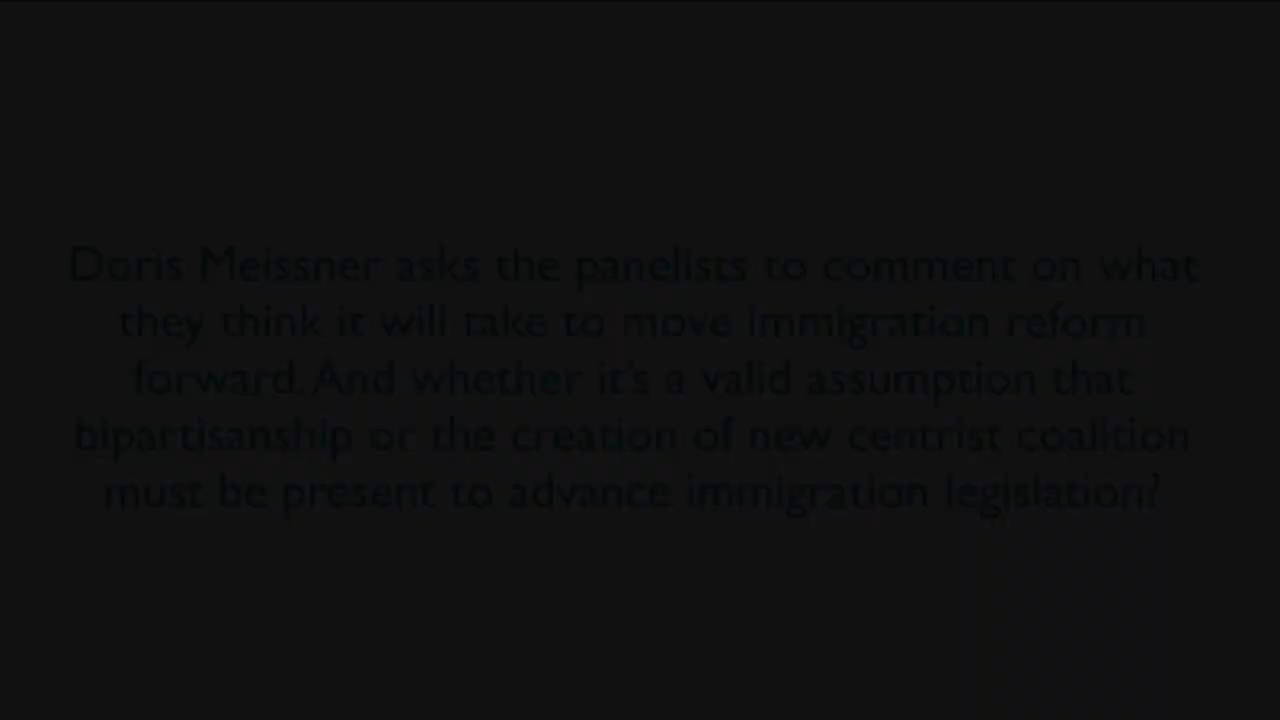 Doris Meissner asks the panelists to comment on what
they think it will take to move immigration reform
forward. And whether it's a valid assumption that
bipartisanship or the creation of new centrist coalition
must be present to advance immigration legislation?